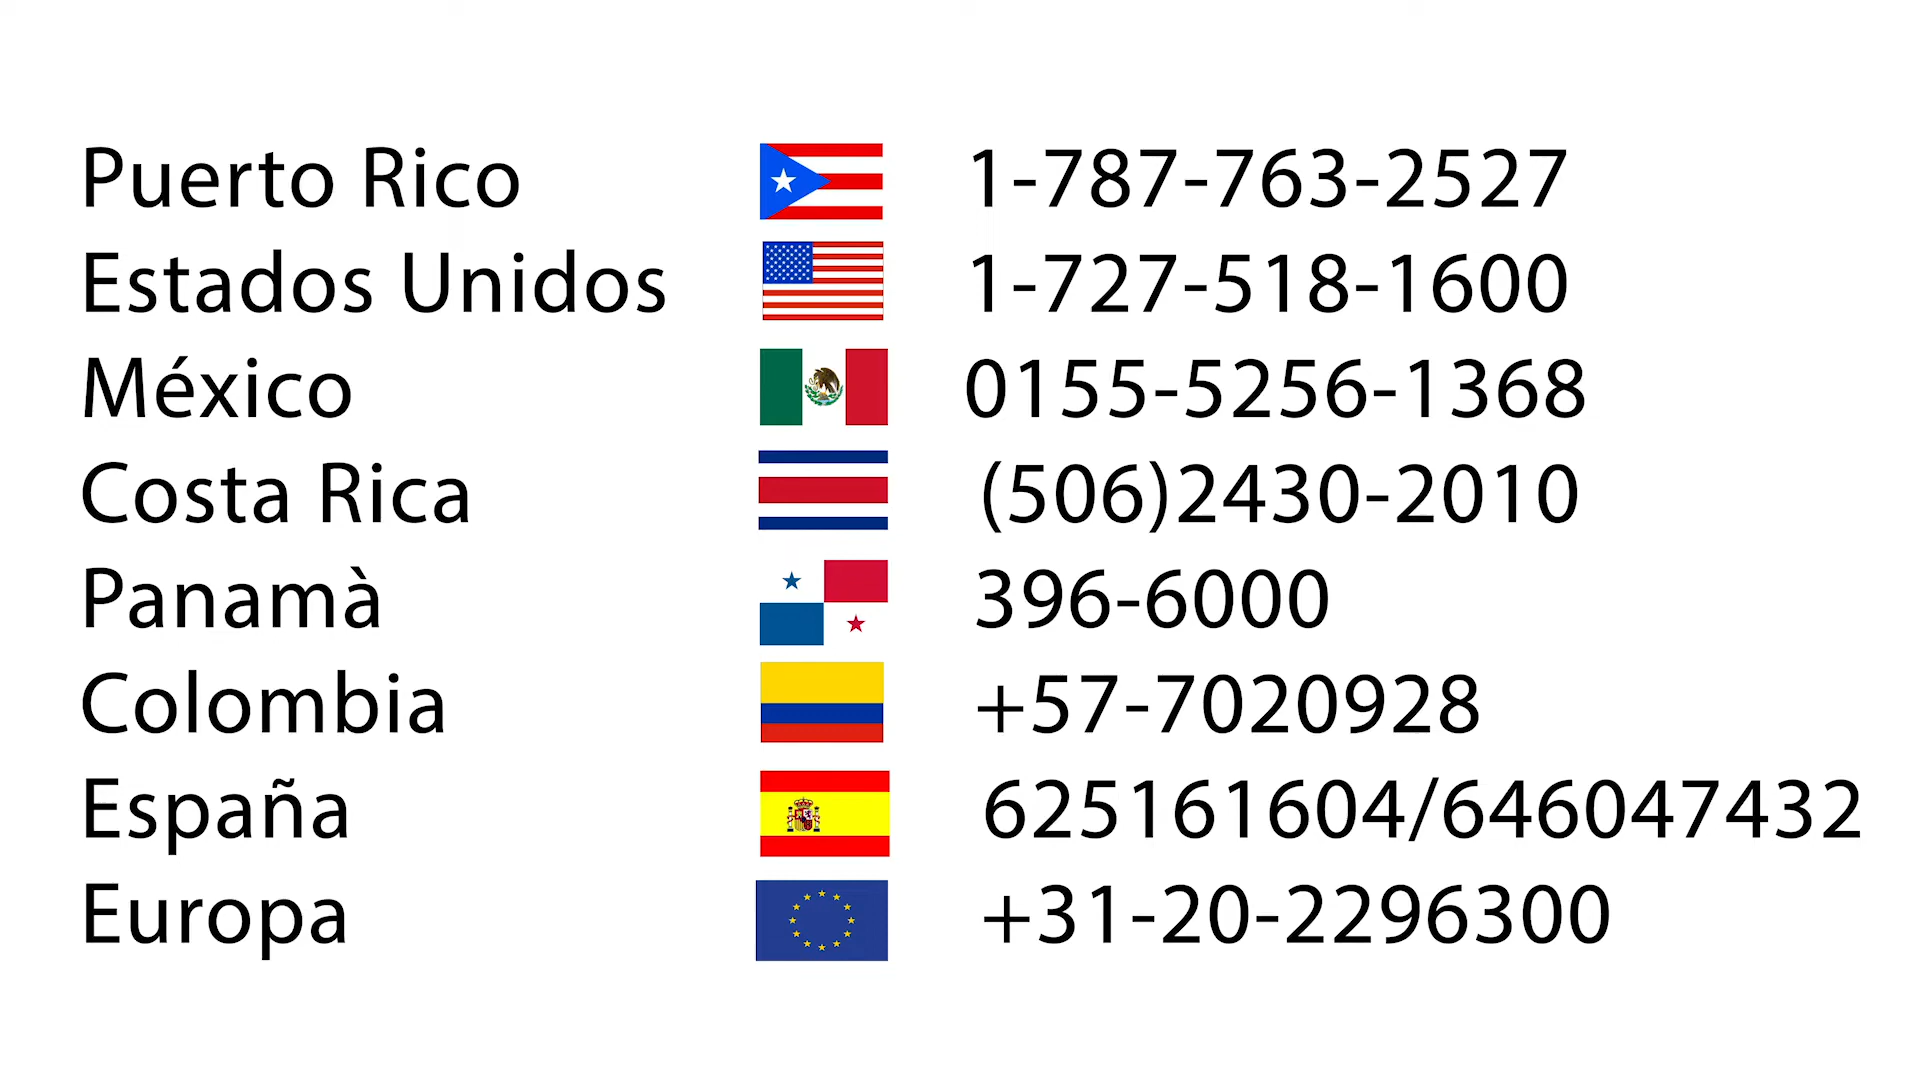 Puerto Rico 1-787-763-2527
Estados Unidos 1-727-518-1600
México 0155-5256-1368
Costa Rica (506)2430-2010
Panamà 396-6000
Colombia +57-7020928
España 625161604/646047432
Europa +31-20-2296300